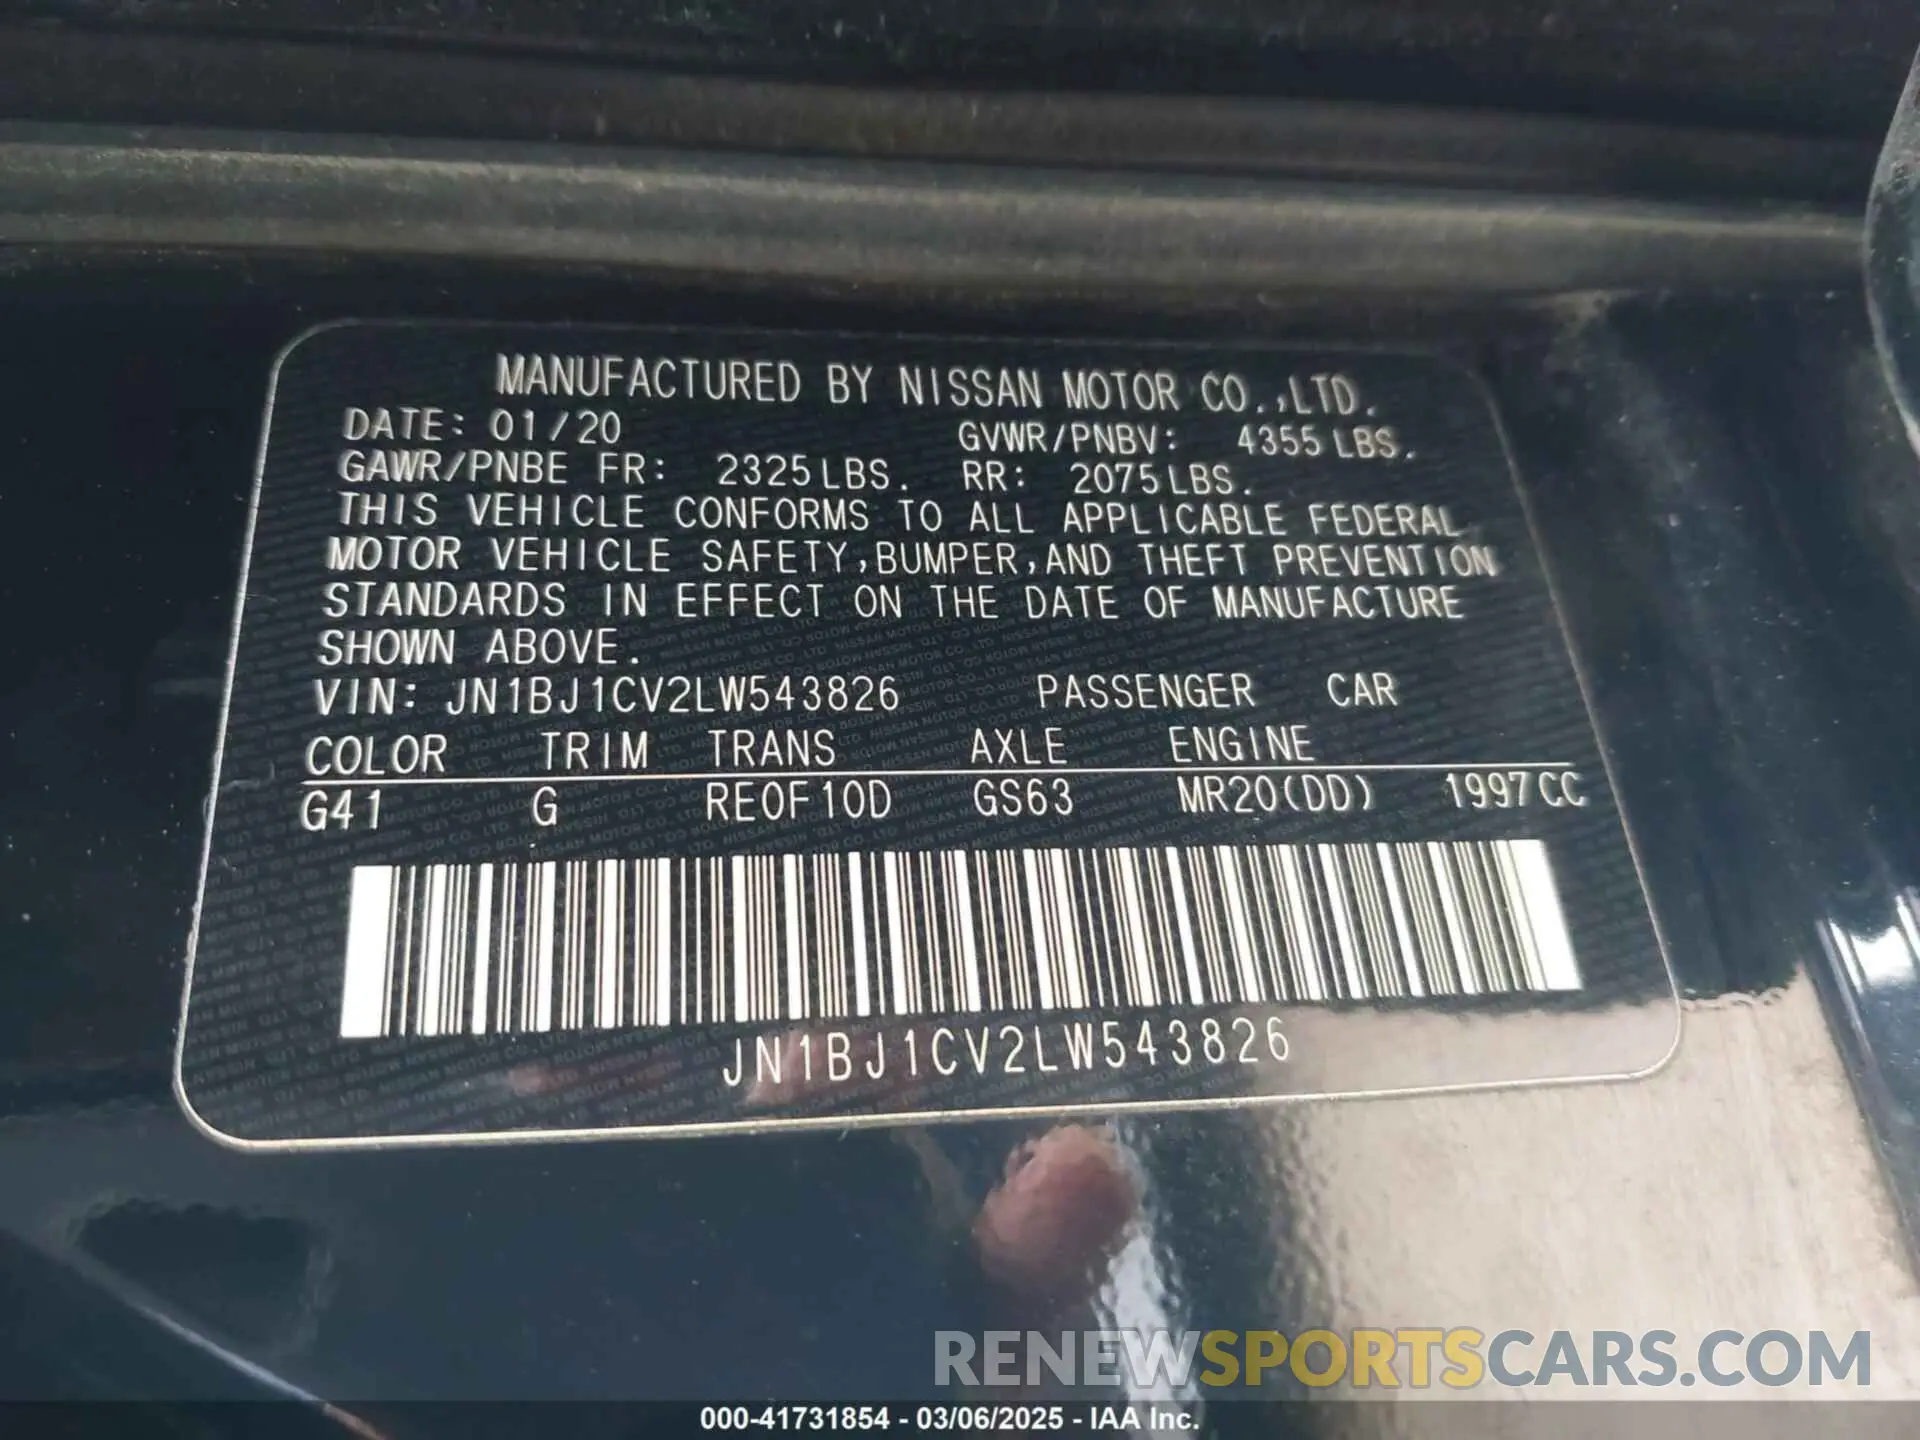 MANUFACTURED BY NISSAN MOTOR CO.,LTD.
DATE: 01/20 GVWR/PNBV: 4355 LBS.
GAWR/PNBE FR: 2325 LBS. RR: 2075 LBS.
THIS VEHICLE CONFORMS TO ALL APPLICABLE FEDERAL
MOTOR VEHICLE SAFETY, BUMPER, AND THEFT PREVENTION
STANDARDS IN EFFECT ON THE DATE OF MANUFACTURE
SHOWN ABOVE.
VIN: JN1BJ1CV2LW543826 PASSENGER CAR
COLOR TRIM TRANS AXLE ENGINE
G41 G RE0F10D GS63 MR20(DD) 1997CC
JN1BJ1CV2LW543826
RENEWSPORTSCARS.COM
000-41731854 - 03/06/2025 - IAA Inc.